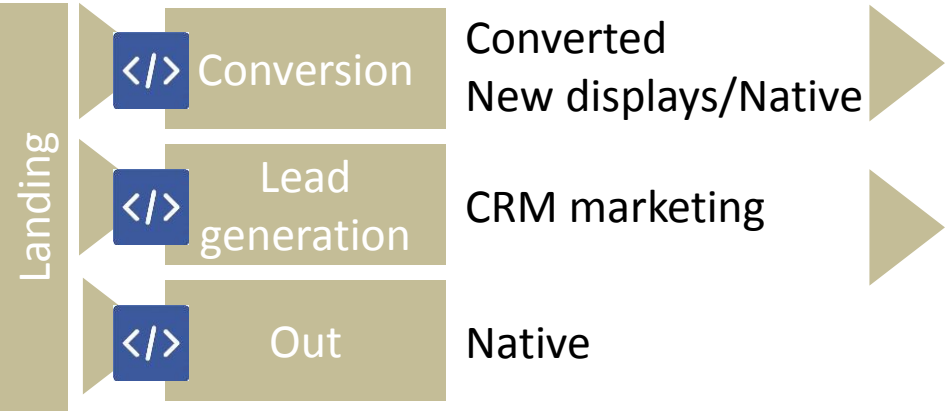 Landing
</> Conversion
Converted
New displays/Native
</> Lead
generation
CRM marketing
</> Out
Native